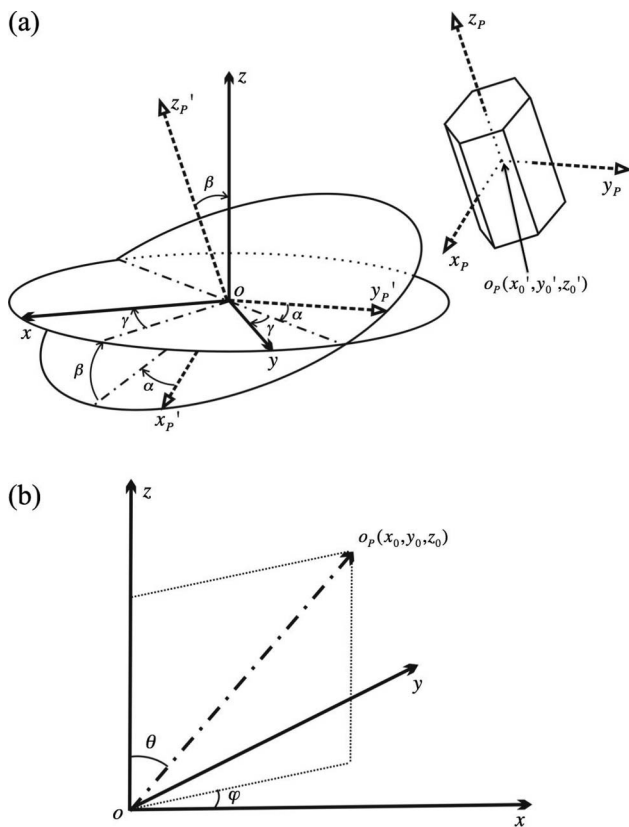 (a)
z_P
z
z_P'
β
y_P
x_P
o_P(x_0',y_0',z_0')
o
y_P'
α
γ
γ
x
y
β
α
x_P'
(b)
z
o_P(x_0,y_0,z_0)
y
θ
φ
o
x